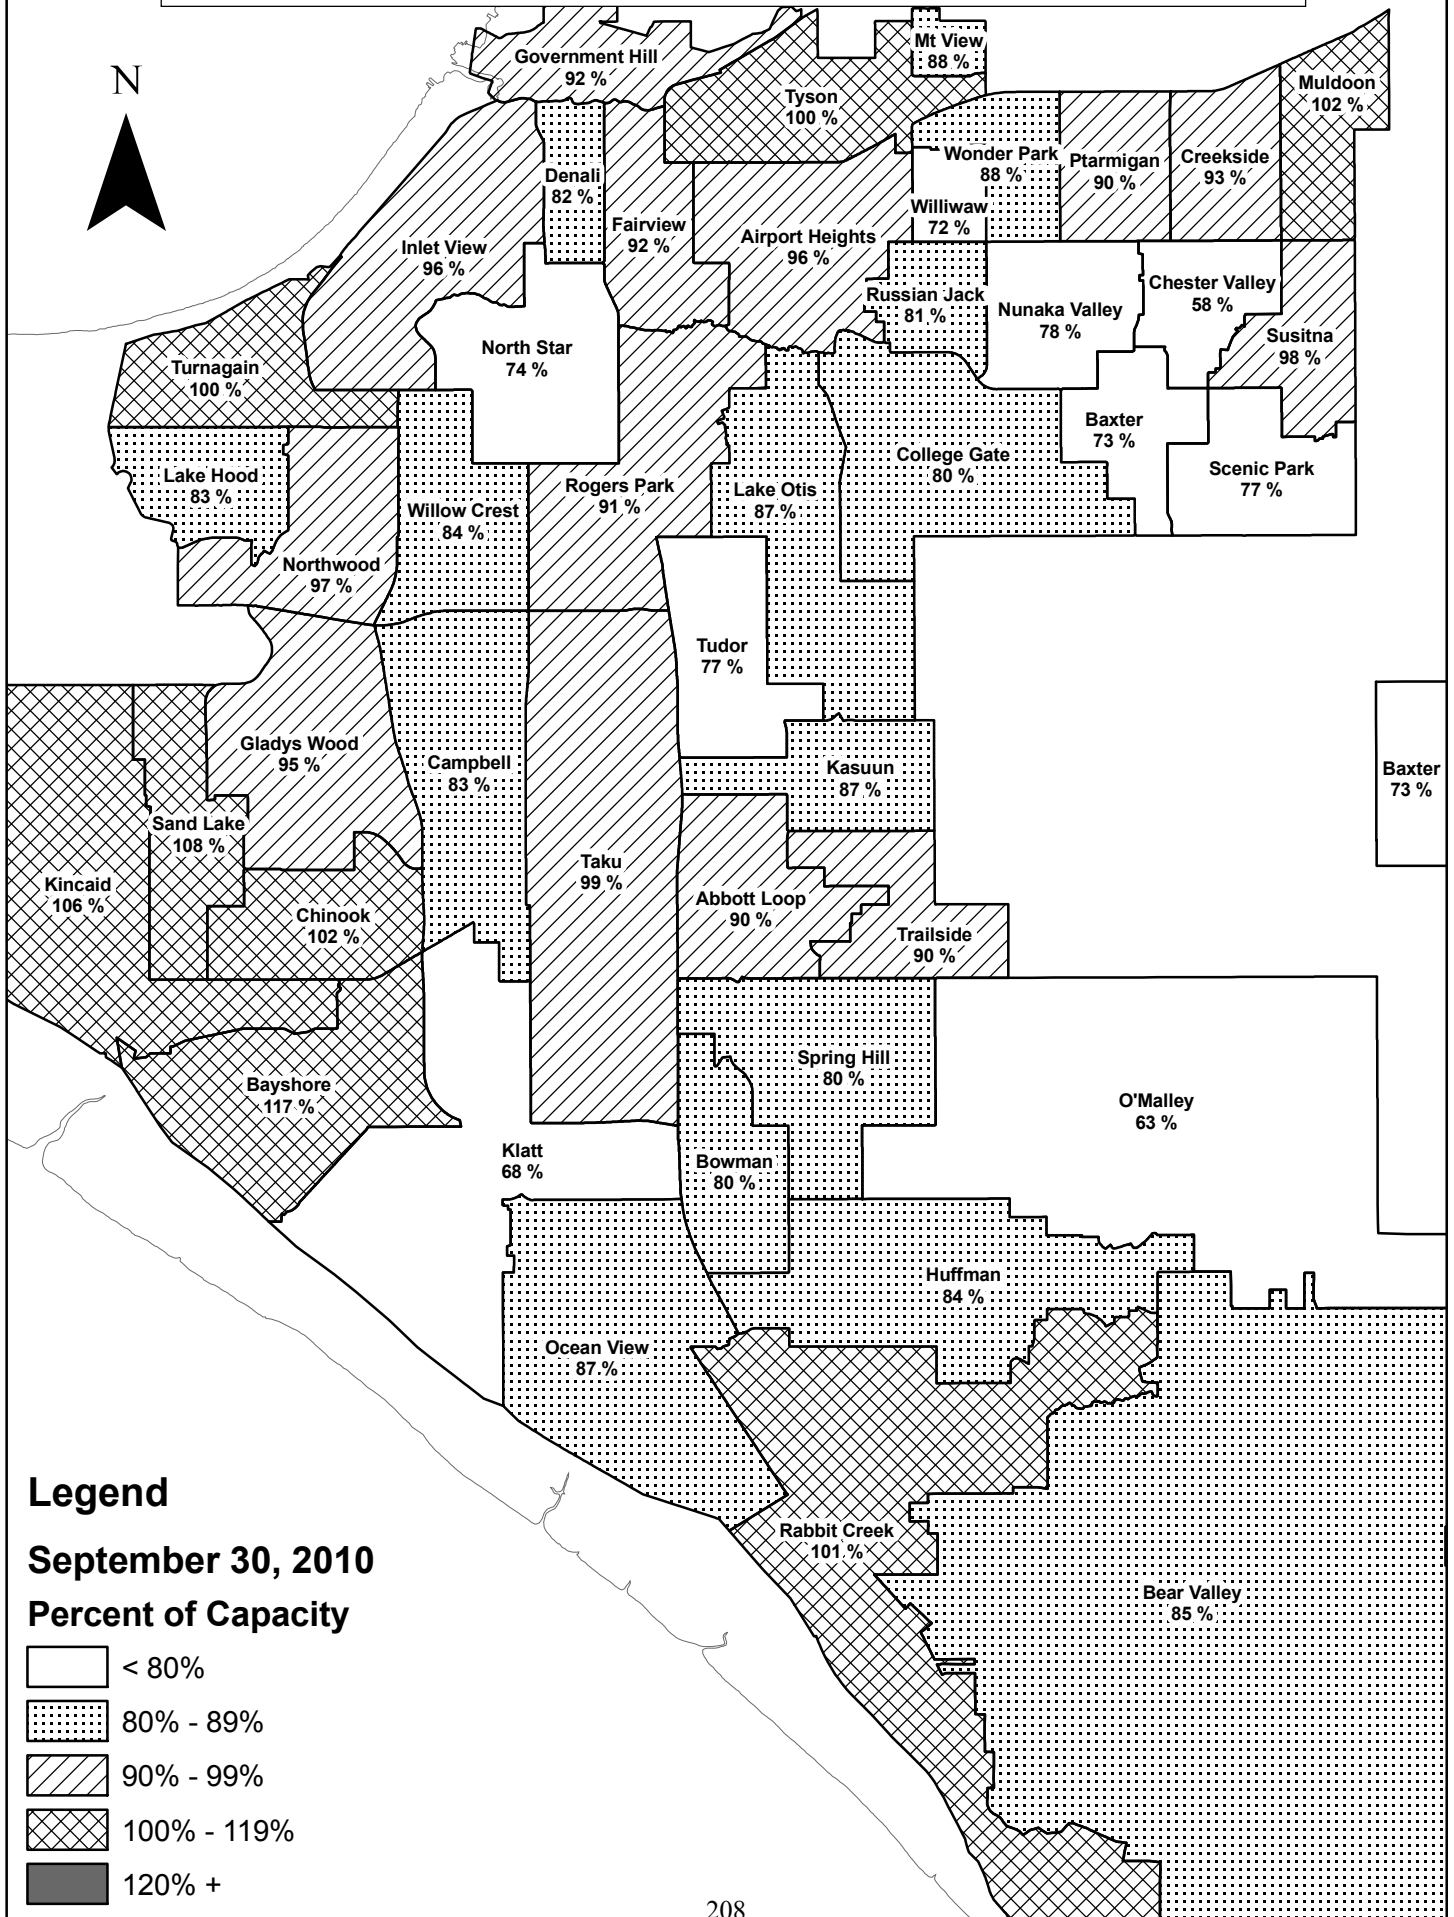 Government Hill
92 %
Mt View
88 %
N
Tyson
100 %
Muldoon
102 %
Denali
82 %
Wonder Park
88 %
Ptarmigan
90 %
Creekside
93 %
Williwaw
72 %
Inlet View
96 %
Fairview
92 %
Airport Heights
96 %
Russian Jack
81 %
Nunaka Valley
78 %
Chester Valley
58 %
Susitna
98 %
Turnagain
100 %
North Star
74 %
Baxter
73 %
Lake Hood
83 %
Willow Crest
84 %
Rogers Park
91 %
Lake Otis
87 %
College Gate
80 %
Scenic Park
77 %
Northwood
97 %
Tudor
77 %
Gladys Wood
95 %
Campbell
83 %
Kasuun
87 %
Baxter
73 %
Sand Lake
108 %
Kincaid
106 %
Chinook
102 %
Taku
99 %
Abbott Loop
90 %
Trailside
90 %
Bayshore
117 %
Spring Hill
80 %
O'Malley
63 %
Klatt
68 %
Bowman
80 %
Huffman
84 %
Ocean View
87 %
Rabbit Creek
101 %
Bear Valley
85 %
Legend
September 30, 2010
Percent of Capacity
< 80%
80% - 89%
90% - 99%
100% - 119%
120% +
208